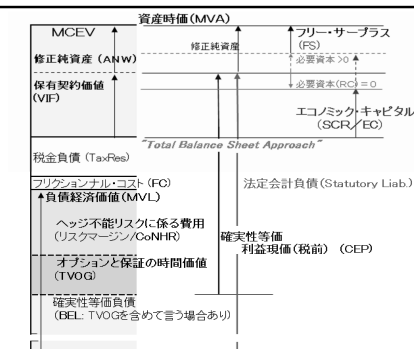 資産時価(MVA)
MCEV
フリー・サープラス
(FS)
修正純資産
修正純資産 (ANW)
必要資本>0
保有契約価値
(VIF)
必要資本(RC)=0
エコノミック・キャピタル
(SCR/EC)
"Total Balance Sheet Approach"
税金負債 (TaxRes)
フリクションナル・コスト(FC)
法定会計負債(Statutory Liab.)
負債経済価値(MVL)
ヘッジ不能リスクに係る費用
(リスクマージン/CoNHR)
確実性等価
利益現価(税前) (CEP)
オプションと保証の時間価値
(TVOG)
確実性等価負債
(BEL: TVOGを含めて言う場合あり)